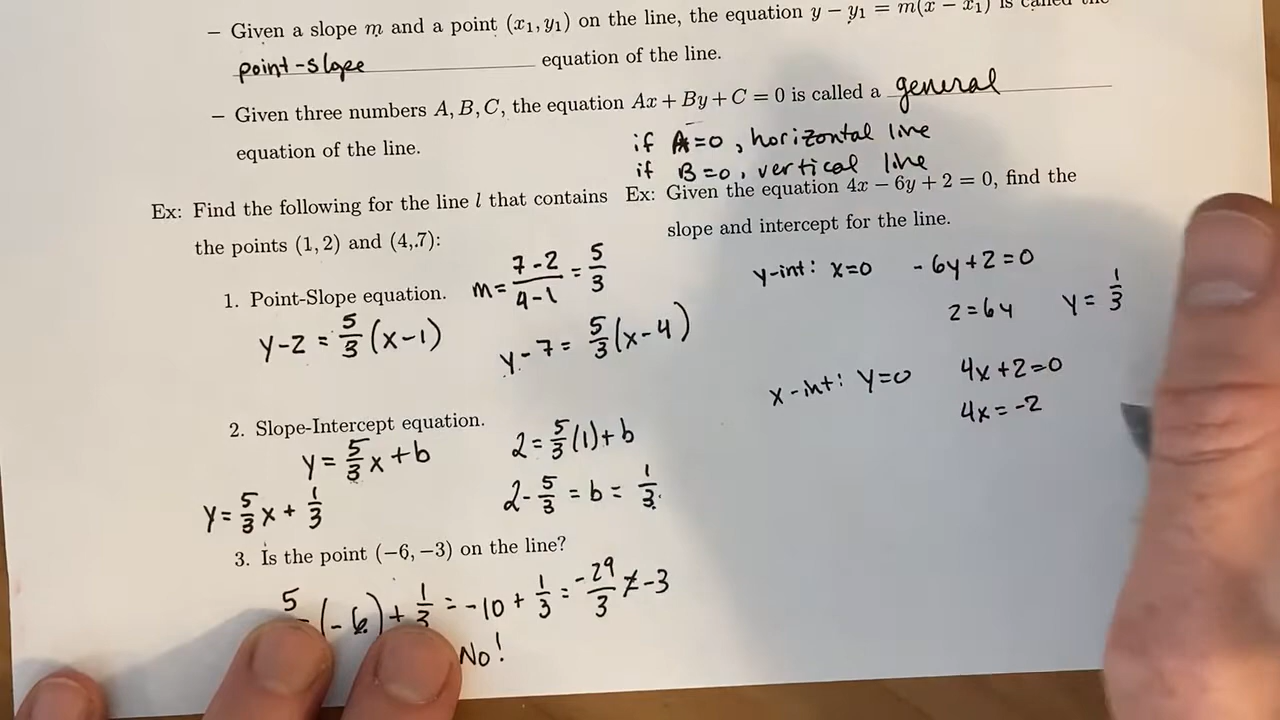 – Given a slope m and a point (x₁, y₁) on the line, the equation y − y₁ = m(x − x₁) is called the
point-slope equation of the line.
– Given three numbers A, B, C, the equation Ax + By + C = 0 is called a general
equation of the line.
if A=0, horizontal line
if B=0, vertical line
Ex: Find the following for the line l that contains
the points (1, 2) and (4, 7):
1. Point-Slope equation.
m = (7-2)/(4-1) = 5/3
y-2 = 5/3 (x-1)
y-7 = 5/3 (x-4)
2. Slope-Intercept equation.
y = 5/3 x + b
2 = 5/3 (1) + b
2 - 5/3 = b = 1/3
y = 5/3 x + 1/3
3. Is the point (−6, −3) on the line?
5 (-6) + 1/3 = -10 + 1/3 = -29/3 ≠ -3
No!
Ex: Given the equation 4x − 6y + 2 = 0, find the
slope and intercept for the line.
y-int: x=0 -6y+2=0
2=6y y = 1/3
x-int: y=0 4x+2=0
4x=-2